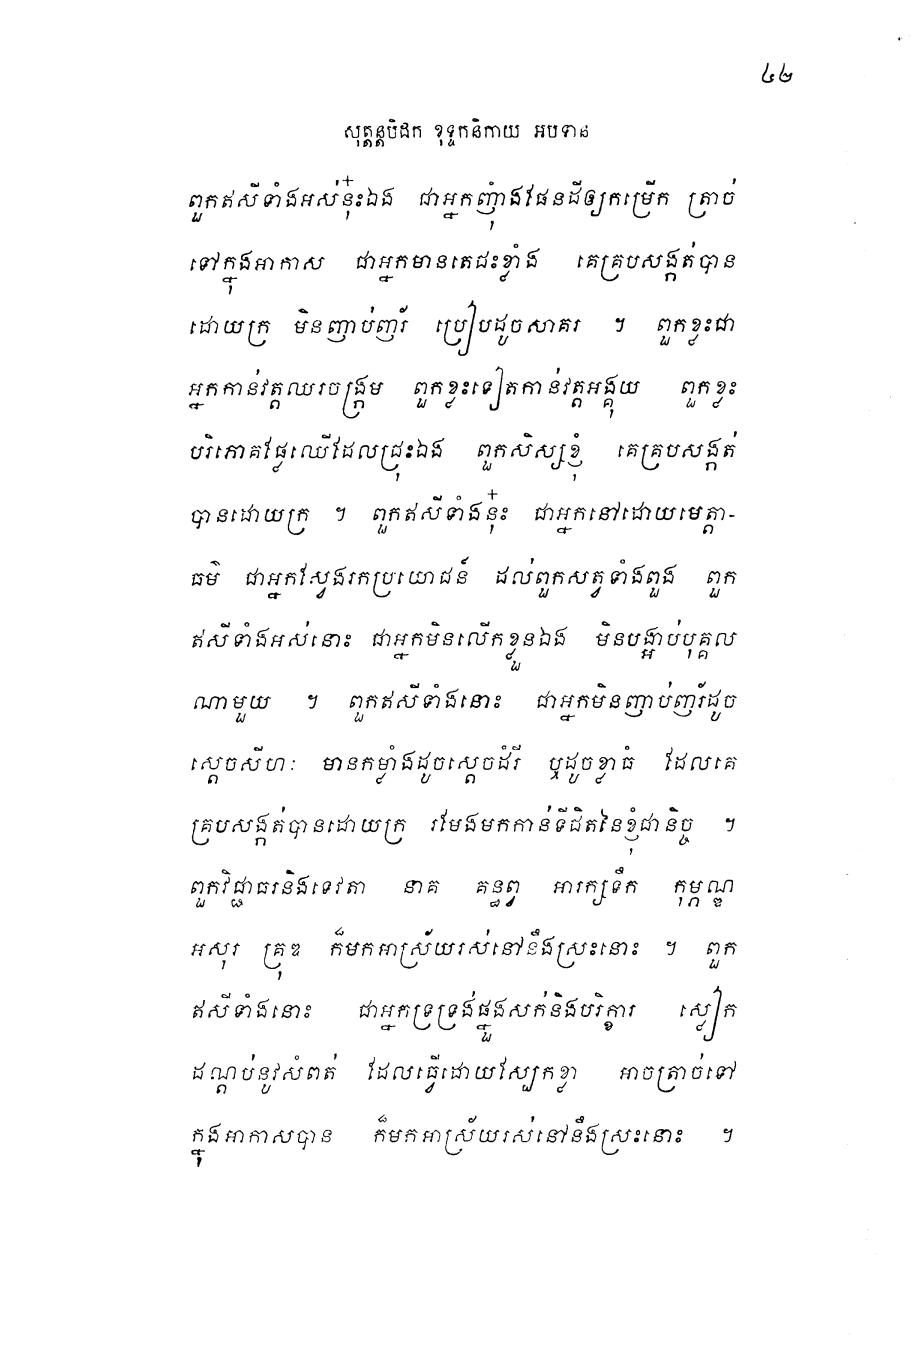 ៤២
សុត្តន្តបិដក ខុទ្ទកនិកាយ អបទាន
ពួកឥសីទាំងអស់នុ៎ះឯង ជាអ្នកញ៉ាំងផែនដីឲ្យកម្រើក ត្រាច់
ទៅក្នុងអាកាស ជាអ្នកមានតេជះខ្លាំង គេគ្របសង្កត់បាន
ដោយក្រ មិនញាប់ញ័រ ប្រៀបដូចសាគរ ។ ពួកខ្លះជា
អ្នកកាន់វត្តឈរចង្ក្រម ពួកខ្លះទៀតកាន់វត្តអង្គុយ ពួកខ្លះ
បរិភោគផ្លែឈើដែលជ្រុះឯង ពួកសិស្សខ្ញុំ គេគ្របសង្កត់
បានដោយក្រ ។ ពួកឥសីទាំងនុ៎ះ ជាអ្នកនៅដោយមេត្តា-
ធម៌ ជាអ្នកស្វែងរកប្រយោជន៍ ដល់ពួកសត្វទាំងពួង ពួក
ឥសីទាំងអស់នោះ ជាអ្នកមិនលើកខ្លួនឯង មិនបង្អាប់បុគ្គល
ណាមួយ ។ ពួកឥសីទាំងនោះ ជាអ្នកមិនញាប់ញ័រដូច
ស្តេចសីហៈ មានកម្លាំងដូចស្តេចដំរី ឬដូចខ្លាធំ ដែលគេ
គ្របសង្កត់បានដោយក្រ រមែងមកកាន់ទីជិតនៃខ្ញុំជានិច្ច ។
ពួកវិជ្ជាធរនិងទេវតា នាគ គន្ធព្វ អារក្សទឹក កុម្ភណ្ឌ
អសុរ គ្រុឌ ក៏មកអាស្រ័យរស់នៅនឹងស្រះនោះ ។ ពួក
ឥសីទាំងនោះ ជាអ្នកទ្រទ្រង់ផ្នួងសក់និងបរិក្ខារ ស្លៀក
ដណ្តប់នូវសំពត់ ដែលធ្វើដោយស្បែកខ្លា អាចត្រាច់ទៅ
ក្នុងអាកាសបាន ក៏មកអាស្រ័យរស់នៅនឹងស្រះនោះ ។